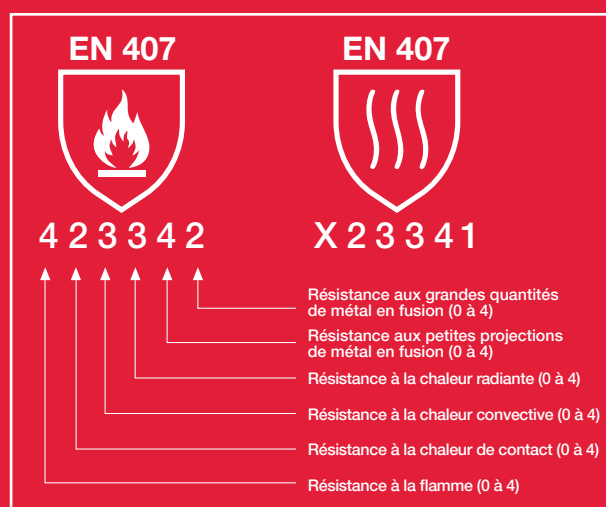 EN 407
EN 407
4 2 3 3 4 2
X 2 3 3 4 1
Résistance aux grandes quantités
de métal en fusion (0 à 4)
Résistance aux petites projections
de métal en fusion (0 à 4)
Résistance à la chaleur radiante (0 à 4)
Résistance à la chaleur convective (0 à 4)
Résistance à la chaleur de contact (0 à 4)
Résistance à la flamme (0 à 4)